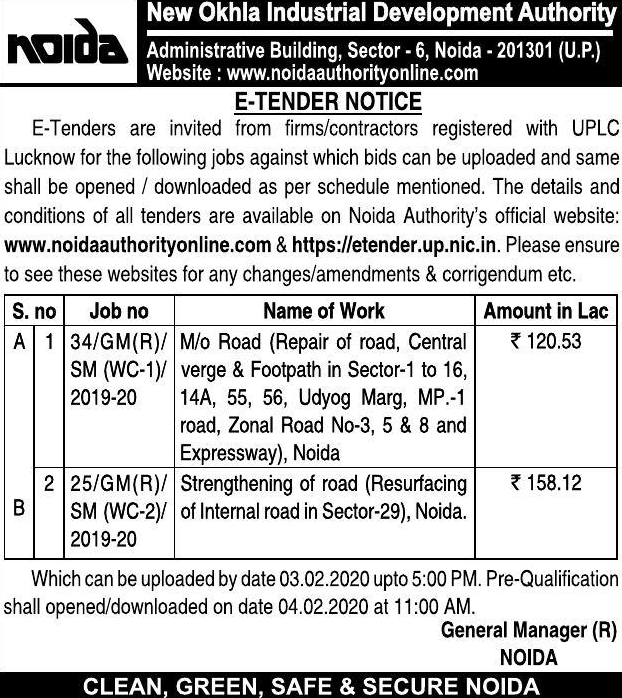 noida
New Okhla Industrial Development Authority
Administrative Building, Sector - 6, Noida - 201301 (U.P.)
Website : www.noidaauthorityonline.com
E-TENDER NOTICE
E-Tenders are invited from firms/contractors registered with UPLC
Lucknow for the following jobs against which bids can be uploaded and same
shall be opened / downloaded as per schedule mentioned. The details and
conditions of all tenders are available on Noida Authority's official website:
www.noidaauthorityonline.com & https://etender.up.nic.in. Please ensure
to see these websites for any changes/amendments & corrigendum etc.
S. no Job no Name of Work Amount in Lac
A 1 34/GM(R)/ M/o Road (Repair of road, Central ₹ 120.53
SM (WC-1)/ verge & Footpath in Sector-1 to 16,
2019-20 14A, 55, 56, Udyog Marg, MP.-1
road, Zonal Road No-3, 5 & 8 and
Expressway), Noida
2 25/GM(R)/ Strengthening of road (Resurfacing ₹ 158.12
B SM (WC-2)/ of Internal road in Sector-29), Noida.
2019-20
Which can be uploaded by date 03.02.2020 upto 5:00 PM. Pre-Qualification
shall opened/downloaded on date 04.02.2020 at 11:00 AM.
General Manager (R)
NOIDA
CLEAN, GREEN, SAFE & SECURE NOIDA